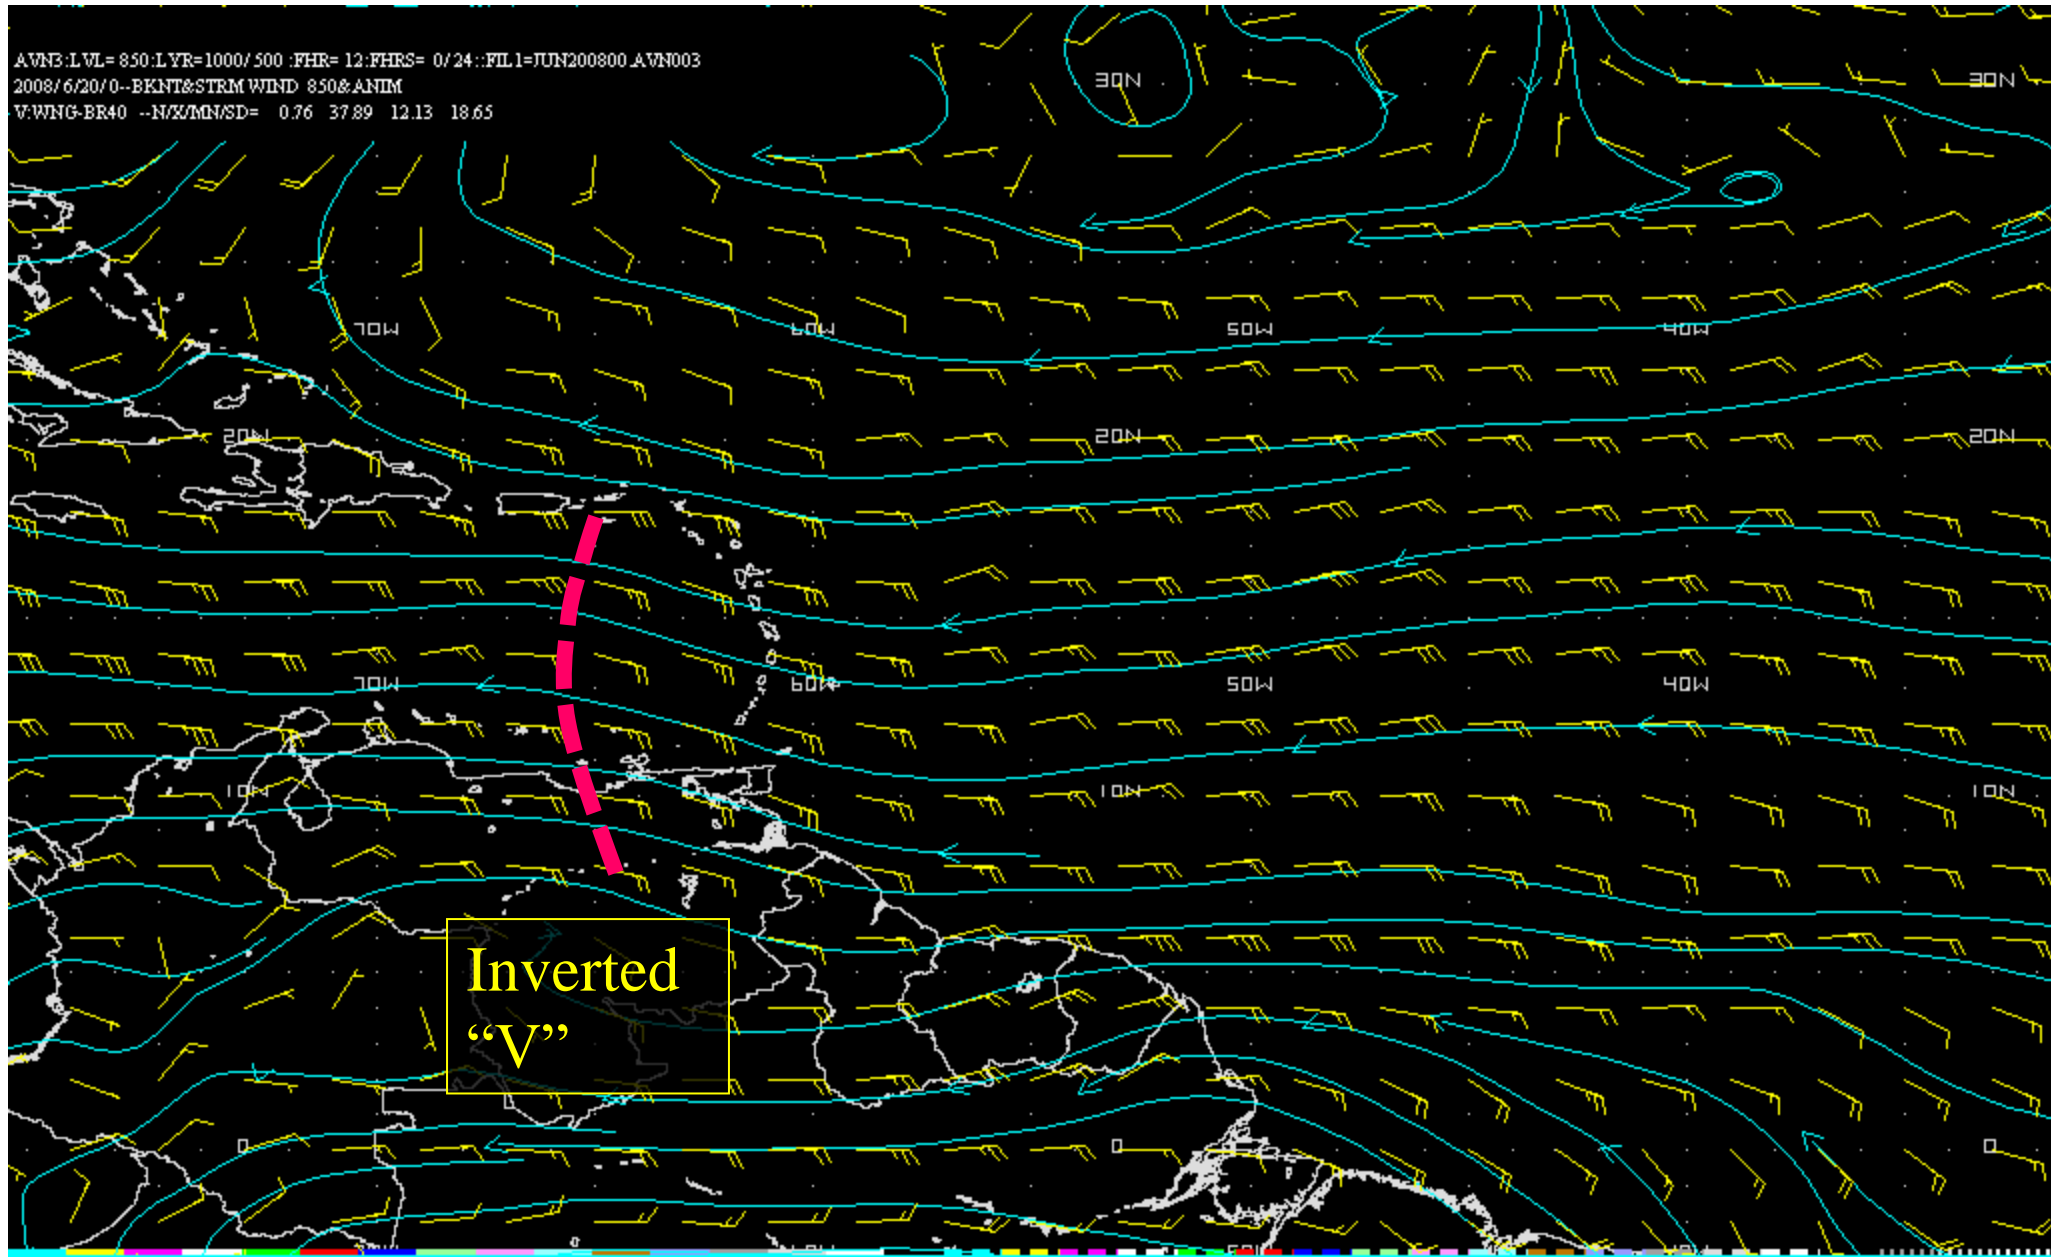 AVN3:LVL= 850:LYR=1000/ 500 :FHR= 12:FHRS= 0/ 24::FIL1=JUN200800.AVN003
2008/ 6/20/ 0--BKNT&STRM WIND 850&ANIM
V:WNG-BR40 --N/X/MN/SD= 0.76 37.89 12.13 18.65
30N 30N
70W 60W 50W 40W
20N 20N 20N
70W 60W 50W 40W
10N 10N 10N
Inverted
“V”
0 0 0